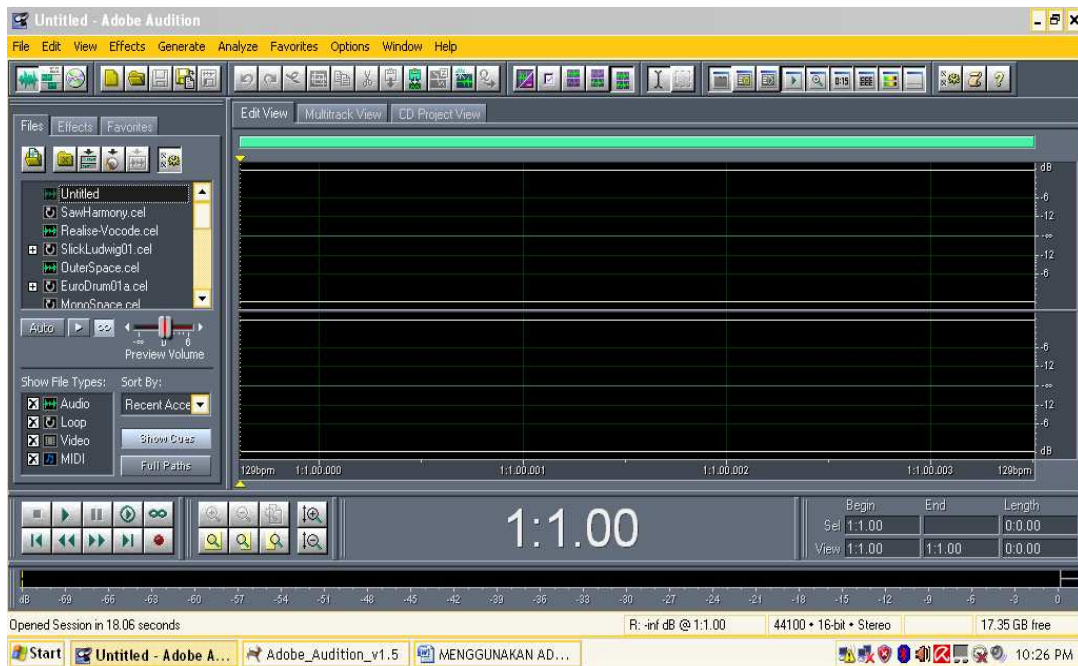 Untitled - Adobe Audition
File Edit View Effects Generate Analyze Favorites Options Window Help
Files Effects Favorites
Edit View Multitrack View CD Project View
Untitled
SawHarmony.cel
Realise-Vocode.cel
SlickLudwig01.cel
OuterSpace.cel
EuroDrum01a.cel
MonoSpace.cel
Auto
-∞ 0 6
Preview Volume
Show File Types: Sort By:
Audio
Loop
Video
MIDI
Recent Acce
Show Cues
Full Paths
dB
-6
-12
-∞
-12
-6
-6
-12
-∞
-12
-6
dB
129bpm 1:1.00.000 1:1.00.001 1:1.00.002 1:1.00.003 129bpm
1:1.00
Begin End Length
Sel 1:1.00 0:0.00
View 1:1.00 1:1.00 0:0.00
dB -69 -66 -63 -60 -57 -54 -51 -48 -45 -42 -39 -36 -33 -30 -27 -24 -21 -18 -15 -12 -9 -6 -3 0
Opened Session in 18.06 seconds R: -inf dB @ 1:1.00 44100 • 16-bit • Stereo 17.35 GB free
Start Untitled - Adobe A... Adobe_Audition_v1.5 MENGGUNAKAN AD... 10:26 PM